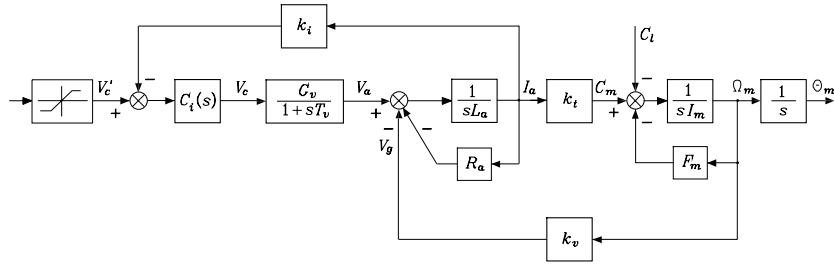 k_i
C_l
V_c'
−
+
C_i(s)
V_c
G_v
1+sT_v
V_a
+
−
V_g
−
1
sL_a
I_a
k_t
C_m
−
+
−
1
sI_m
Ω_m
1
s
Θ_m
R_a
F_m
k_v